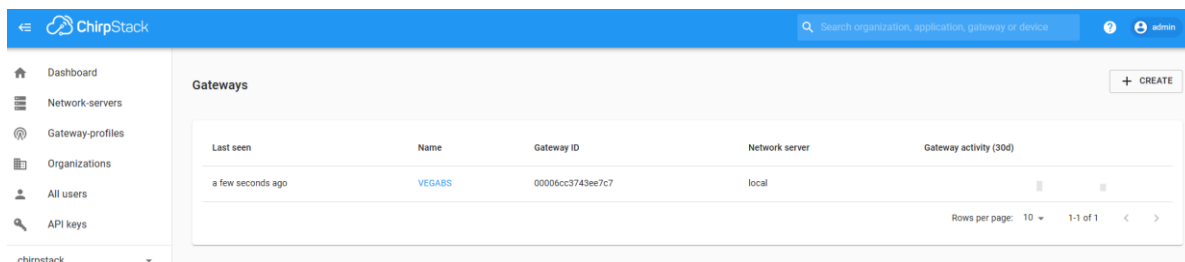 ChirpStack
Search organization, application, gateway or device
? admin
Dashboard
Network-servers
Gateway-profiles
Organizations
All users
API keys
chirpstack
Gateways
+ CREATE
Last seen Name Gateway ID Network server Gateway activity (30d)
a few seconds ago VEGABS 00006cc3743ee7c7 local
Rows per page: 10 1-1 of 1 < >